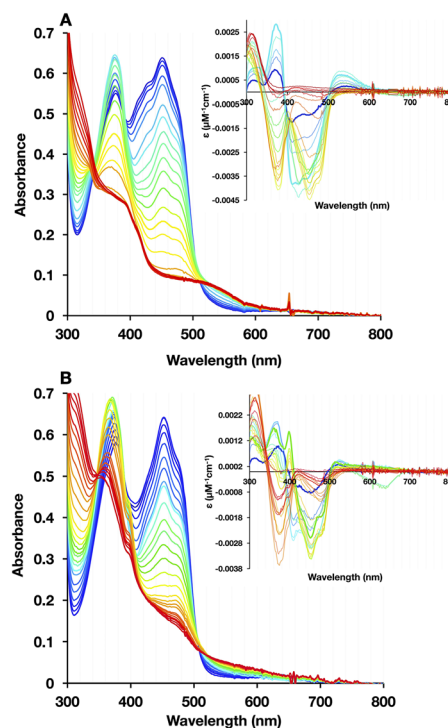 A
0.7
0.6
0.5
0.4
0.3
0.2
0.1
0
Absorbance
300 400 500 600 700 800
Wavelength (nm)
0.0025
0.0015
0.0005
-0.0005
-0.0015
-0.0025
-0.0035
-0.0045
ε (µM⁻¹cm⁻¹)
300 400 500 600 700 800
Wavelength (nm)
B
0.7
0.6
0.5
0.4
0.3
0.2
0.1
0
Absorbance
300 400 500 600 700 800
Wavelength (nm)
0.0022
0.0012
0.0002
-0.0008
-0.0018
-0.0028
-0.0038
ε (µM⁻¹cm⁻¹)
300 400 500 600 700 800
Wavelength (nm)